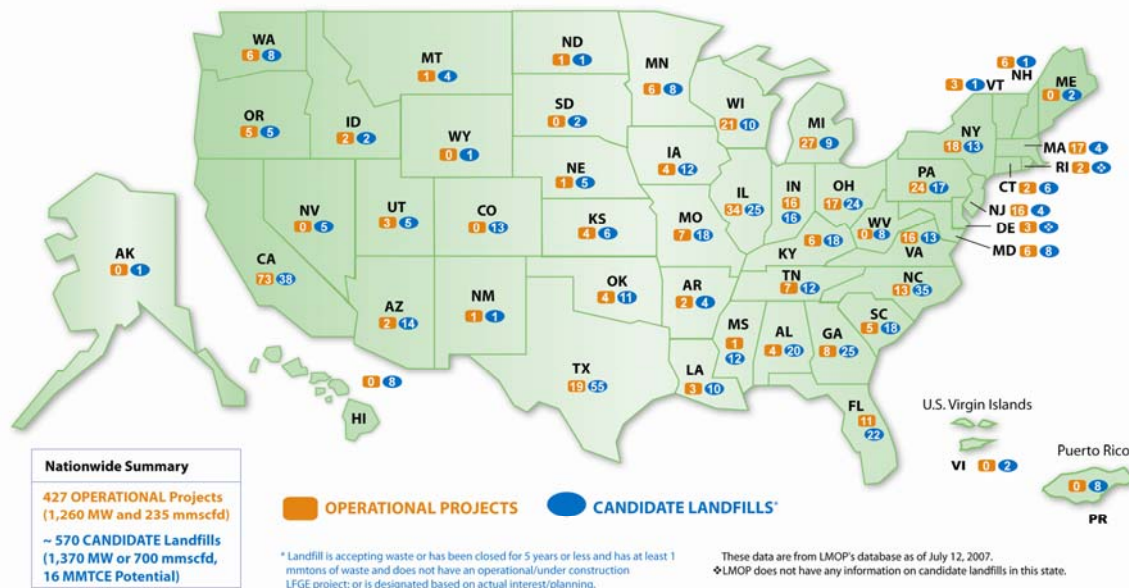 WA
6 8
MT
1 4
ND
1 1
MN
6 8
6 1
NH
3 1 VT
ME
0 2
OR
5 5
ID
2 2
WY
0 1
SD
0 2
WI
21 10
MI
27 9
NY
18 13
MA 17 4
RI 2 ❖
CT 2 6
NJ 16 4
DE 3 ❖
MD 6 8
NV
0 5
UT
3 5
CO
0 13
NE
1 5
IA
4 12
IL
34 25
IN
16
16
OH
17 24
PA
24 17
WV
0 8
16 13
VA
KS
4 6
MO
7 18
6 18
KY
AK
0 1
CA
73 38
AZ
2 14
NM
1 1
OK
4 11
AR
2 4
TN
7 12
NC
13 35
SC
5 18
MS
1
12
AL
4 20
GA
8 25
TX
19 55
LA
3 10
FL
11
22
0 8
HI
U.S. Virgin Islands
VI 0 2
Puerto Rico
0 8
PR
Nationwide Summary
427 OPERATIONAL Projects
(1,260 MW and 235 mmscfd)
~ 570 CANDIDATE Landfills
(1,370 MW or 700 mmscfd,
16 MMTCE Potential)
OPERATIONAL PROJECTS
CANDIDATE LANDFILLS*
* Landfill is accepting waste or has been closed for 5 years or less and has at least 1
mmtons of waste and does not have an operational/under construction
LFGE project; or is designated based on actual interest/planning.
These data are from LMOP's database as of July 12, 2007.
❖LMOP does not have any information on candidate landfills in this state.